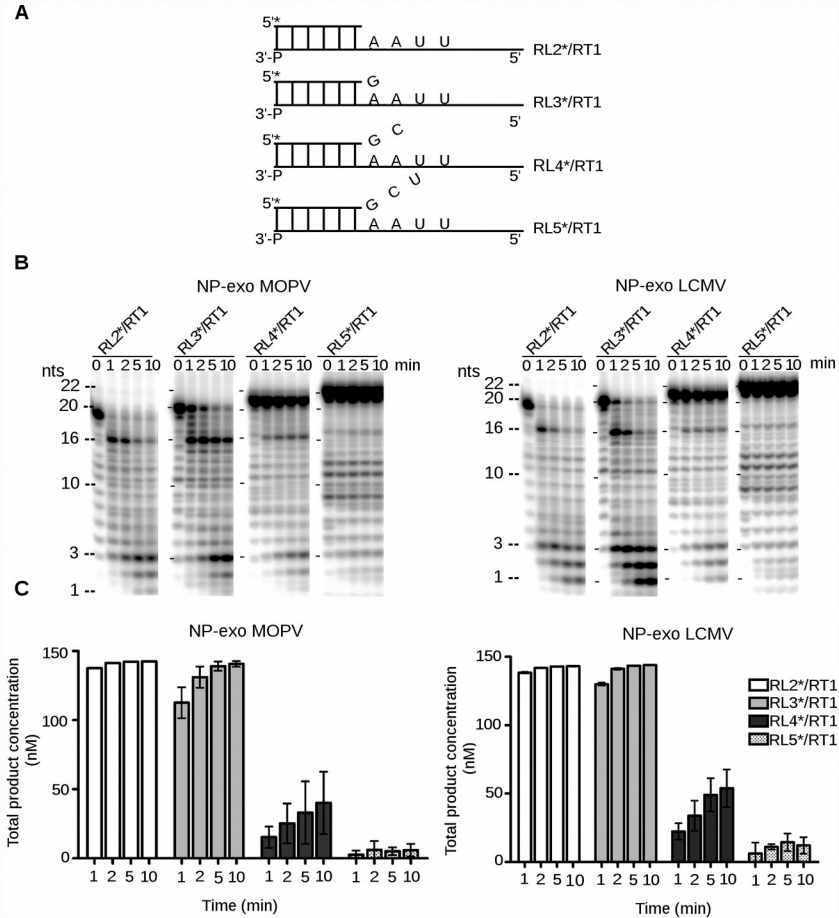 A
5'*
A A U U
3'-P
5'
RL2*/RT1
5'*
G
A A U U
3'-P
5'
RL3*/RT1
5'*
G C
A A U U
3'-P
5'
RL4*/RT1
5'*
G C U
A A U U
3'-P
5'
RL5*/RT1
B
NP-exo MOPV
RL2*/RT1 RL3*/RT1 RL4*/RT1 RL5*/RT1
0 1 2 5 10 0 1 2 5 10 0 1 2 5 10 0 1 2 5 10 min
nts
22
20
16
10
3
1
NP-exo LCMV
RL2*/RT1 RL3*/RT1 RL4*/RT1 RL5*/RT1
0 1 2 5 10 0 1 2 5 10 0 1 2 5 10 0 1 2 5 10 min
nts
22
20
16
10
3
1
C
NP-exo MOPV
Total product concentration
(nM)
150
100
50
0
1 2 5 10 1 2 5 10 1 2 5 10 1 2 5 10
Time (min)
NP-exo LCMV
Total product concentration
(nM)
150
100
50
0
1 2 5 10 1 2 5 10 1 2 5 10 1 2 5 10
Time (min)
RL2*/RT1
RL3*/RT1
RL4*/RT1
RL5*/RT1